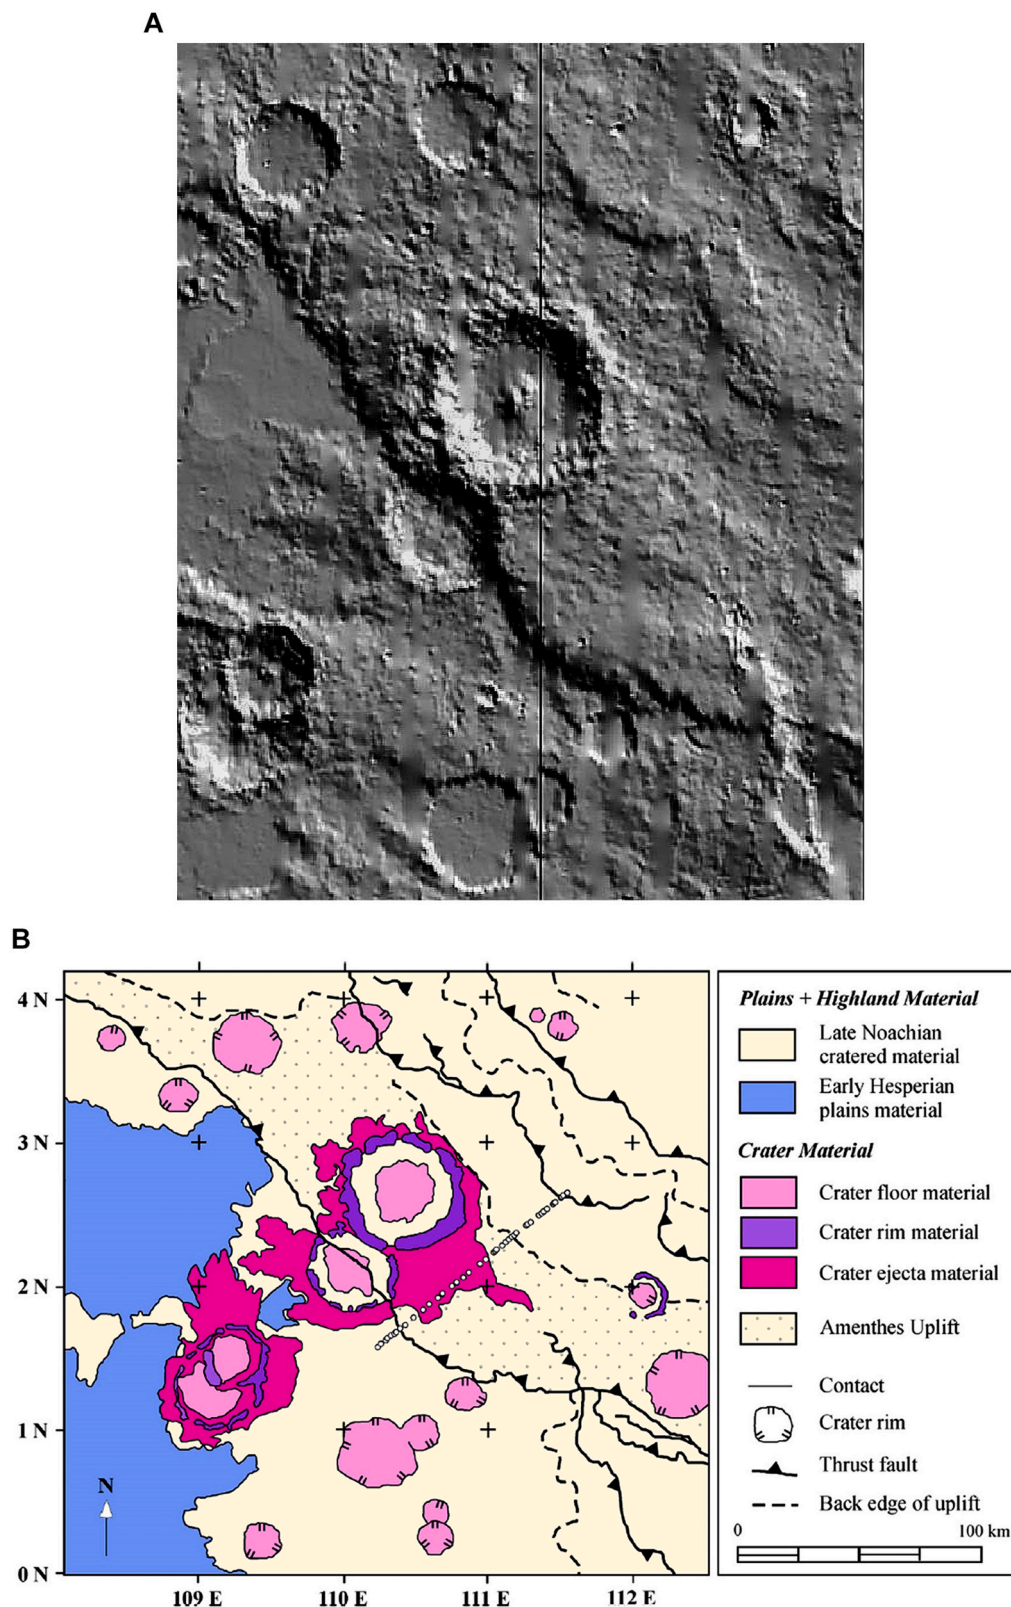 A
B
4 N
3 N
2 N
1 N
0 N
N
109 E
110 E
111 E
112 E
Plains + Highland Material
Late Noachian
cratered material
Early Hesperian
plains material
Crater Material
Crater floor material
Crater rim material
Crater ejecta material
Amenthes Uplift
Contact
Crater rim
Thrust fault
Back edge of uplift
0
100 km